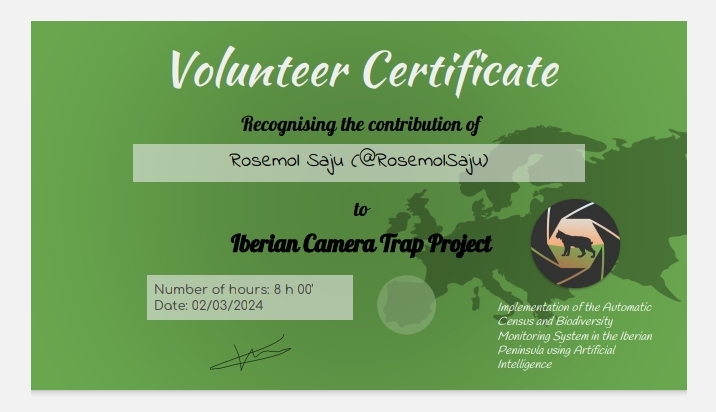 Volunteer Certificate
Recognising the contribution of
Rosemol Saju (@RosemolSaju)
to
Iberian Camera Trap Project
Number of hours: 8 h 00'
Date: 02/03/2024
Implementation of the Automatic
Census and Biodiversity
Monitoring System in the Iberian
Peninsula using Artificial
Intelligence